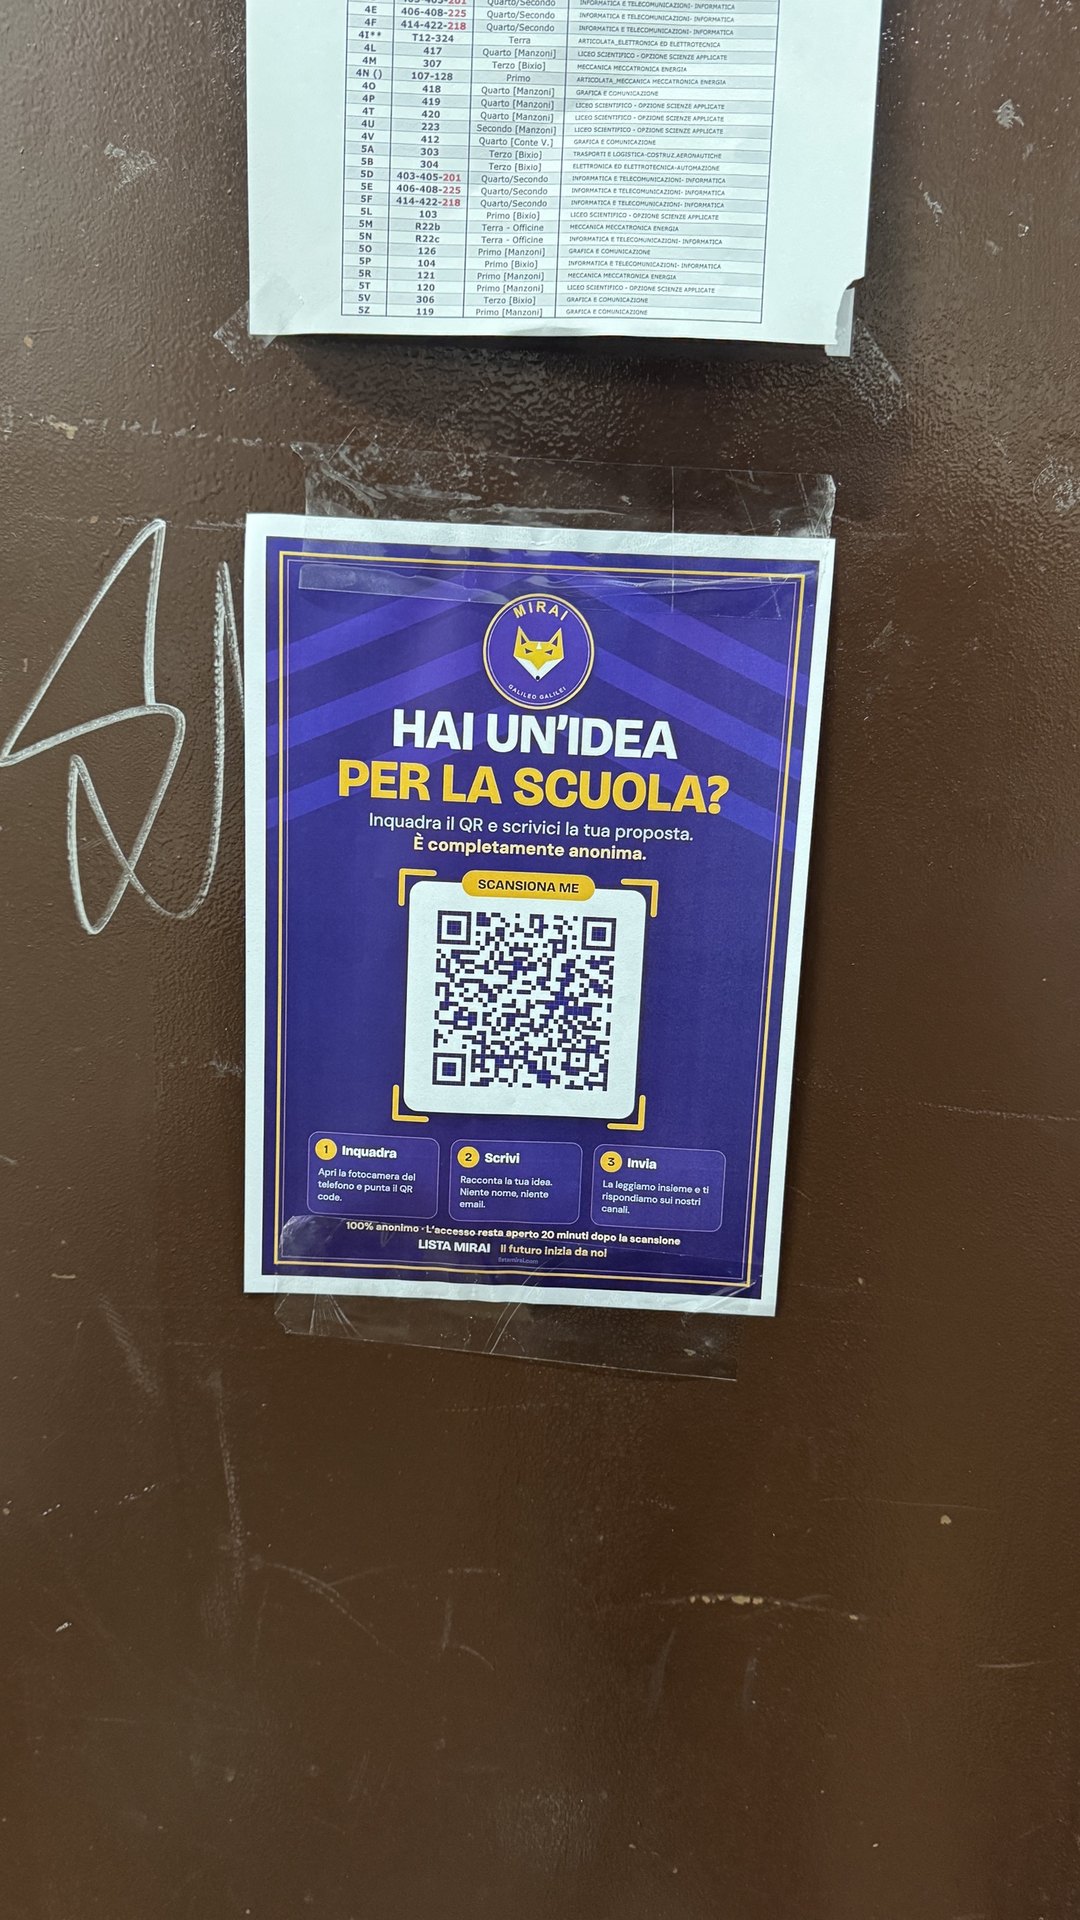 4E 406-408-225 Quarto/Secondo INFORMATICA E TELECOMUNICAZIONI- INFORMATICA
4F 414-422-218 Quarto/Secondo INFORMATICA E TELECOMUNICAZIONI- INFORMATICA
4I** T12-324 Terra ARTICOLATA_ELETTRONICA ED ELETTROTECNICA
4L 417 Quarto [Manzoni] LICEO SCIENTIFICO - OPZIONE SCIENZE APPLICATE
4M 307 Terzo [Bixio] MECCANICA MECCATRONICA ENERGIA
4N () 107-128 Primo ARTICOLATA_MECCANICA MECCATRONICA ENERGIA
4O 418 Quarto [Manzoni] GRAFICA E COMUNICAZIONE
4P 419 Quarto [Manzoni] LICEO SCIENTIFICO - OPZIONE SCIENZE APPLICATE
4T 420 Quarto [Manzoni] LICEO SCIENTIFICO - OPZIONE SCIENZE APPLICATE
4U 223 Secondo [Manzoni] LICEO SCIENTIFICO - OPZIONE SCIENZE APPLICATE
4V 412 Quarto [Conte V.] GRAFICA E COMUNICAZIONE
5A 303 Terzo [Bixio] TRASPORTI E LOGISTICA-COSTRUZ.AERONAUTICHE
5B 304 Terzo [Bixio] ELETTRONICA ED ELETTROTECNICA-AUTOMAZIONE
5D 403-405-201 Quarto/Secondo INFORMATICA E TELECOMUNICAZIONI- INFORMATICA
5E 406-408-225 Quarto/Secondo INFORMATICA E TELECOMUNICAZIONI- INFORMATICA
5F 414-422-218 Quarto/Secondo INFORMATICA E TELECOMUNICAZIONI- INFORMATICA
5L 103 Primo [Bixio] LICEO SCIENTIFICO - OPZIONE SCIENZE APPLICATE
5M R22b Terra - Officine MECCANICA MECCATRONICA ENERGIA
5N R22c Terra - Officine INFORMATICA E TELECOMUNICAZIONI- INFORMATICA
5O 126 Primo [Manzoni] GRAFICA E COMUNICAZIONE
5P 104 Primo [Bixio] INFORMATICA E TELECOMUNICAZIONI- INFORMATICA
5R 121 Primo [Manzoni] MECCANICA MECCATRONICA ENERGIA
5T 120 Primo [Manzoni] LICEO SCIENTIFICO - OPZIONE SCIENZE APPLICATE
5V 306 Terzo [Bixio] GRAFICA E COMUNICAZIONE
5Z 119 Primo [Manzoni] GRAFICA E COMUNICAZIONE
MIRAI
GALILEO GALILEI
HAI UN'IDEA
PER LA SCUOLA?
Inquadra il QR e scrivici la tua proposta.
È completamente anonima.
SCANSIONA ME
1 Inquadra
Apri la fotocamera del
telefono e punta il QR
code.
2 Scrivi
Racconta la tua idea.
Niente nome, niente
email.
3 Invia
La leggiamo insieme e ti
rispondiamo sui nostri
canali.
100% anonimo · L'accesso resta aperto 20 minuti dopo la scansione
LISTA MIRAI Il futuro inizia da noi
listamirai.com